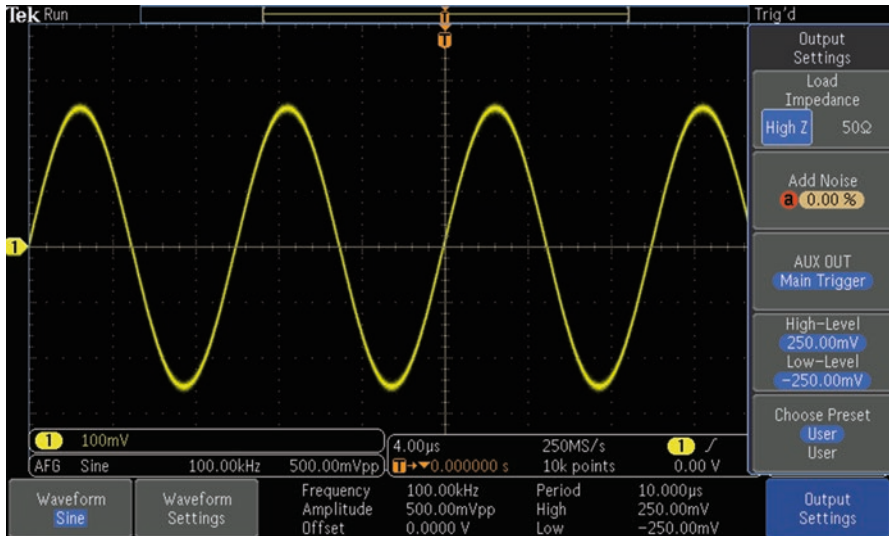 Tek Run
Trig'd
T
T
1
Output
Settings
Load
Impedance
High Z 50Ω
Add Noise
a 0.00 %
AUX OUT
Main Trigger
High-Level
250.00mV
Low-Level
-250.00mV
Choose Preset
User
User
1 100mV
AFG Sine 100.00kHz 500.00mVpp
4.00µs 250MS/s 1
T→▼0.000000 s 10k points 0.00 V
Waveform
Sine
Waveform
Settings
Frequency 100.00kHz Period 10.000µs
Amplitude 500.00mVpp High 250.00mV
Offset 0.0000 V Low -250.00mV
Output
Settings